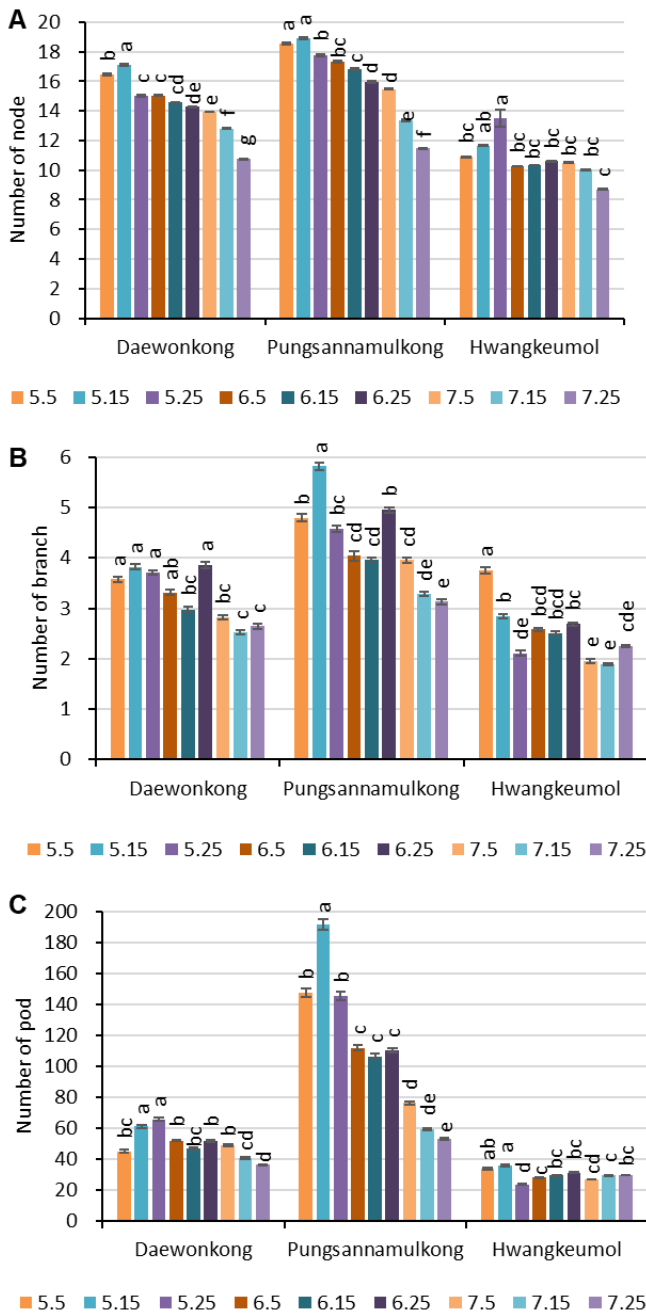 A
20
18
16
14
12
10
8
6
4
2
0
Number of node
b a c c cd de e f g
a a b bc c d d e f
bc ab a bc bc bc bc bc c
Daewonkong Pungsannamulkong Hwangkeumol
5.5 5.15 5.25 6.5 6.15 6.25 7.5 7.15 7.25
B
6
5
4
3
2
1
0
Number of branch
a a a ab bc a bc c c
b a bc cd cd b cd de e
a b de bcd bcd bc e e cde
Daewonkong Pungsannamulkong Hwangkeumol
5.5 5.15 5.25 6.5 6.15 6.25 7.5 7.15 7.25
C
200
180
160
140
120
100
80
60
40
20
0
Number of pod
bc a a b bc b b cd d
b a b c c c d de e
ab a d c bc bc cd c bc
Daewonkong Pungsannamulkong Hwangkeumol
5.5 5.15 5.25 6.5 6.15 6.25 7.5 7.15 7.25